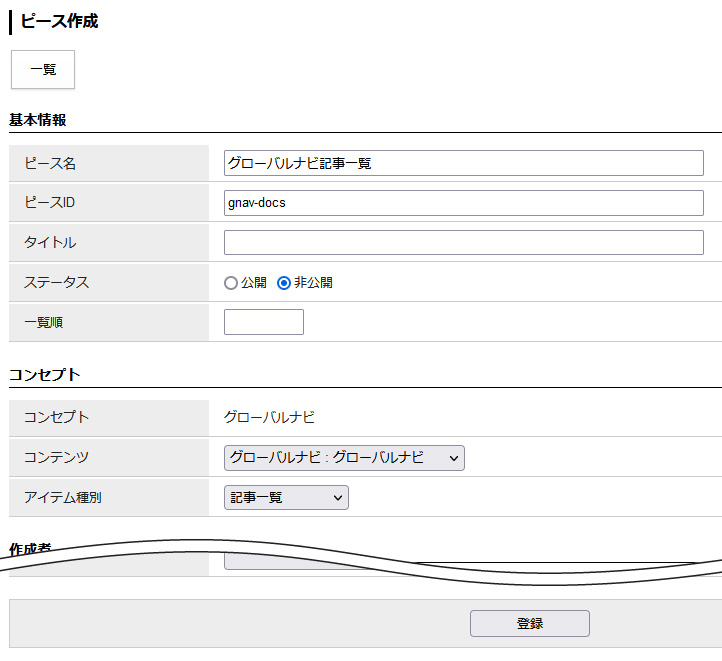 ピース作成
一覧
基本情報
ピース名 グローバルナビ記事一覧
ピースID gnav-docs
タイトル
ステータス 公開 非公開
一覧順
コンセプト
コンセプト グローバルナビ
コンテンツ グローバルナビ : グローバルナビ
アイテム種別 記事一覧
作成者
登録